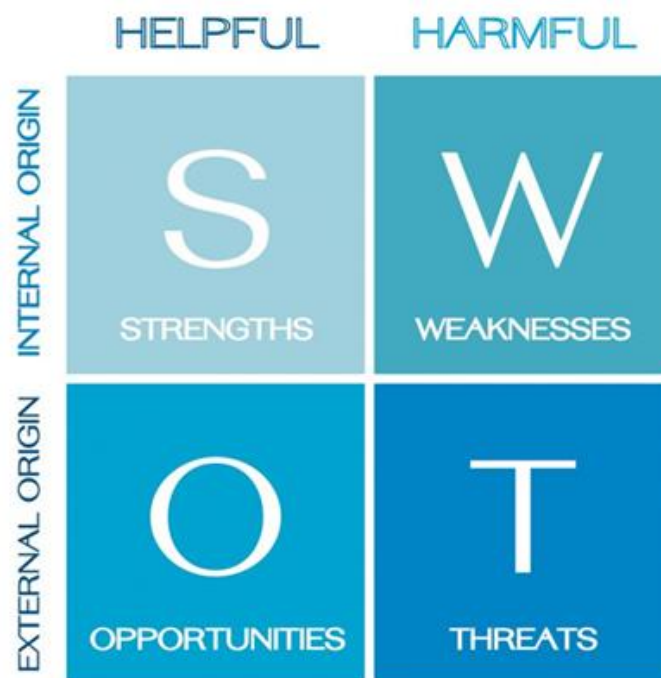 HELPFUL HARMFUL
INTERNAL ORIGIN
S W
STRENGTHS WEAKNESSES
EXTERNAL ORIGIN
O T
OPPORTUNITIES THREATS